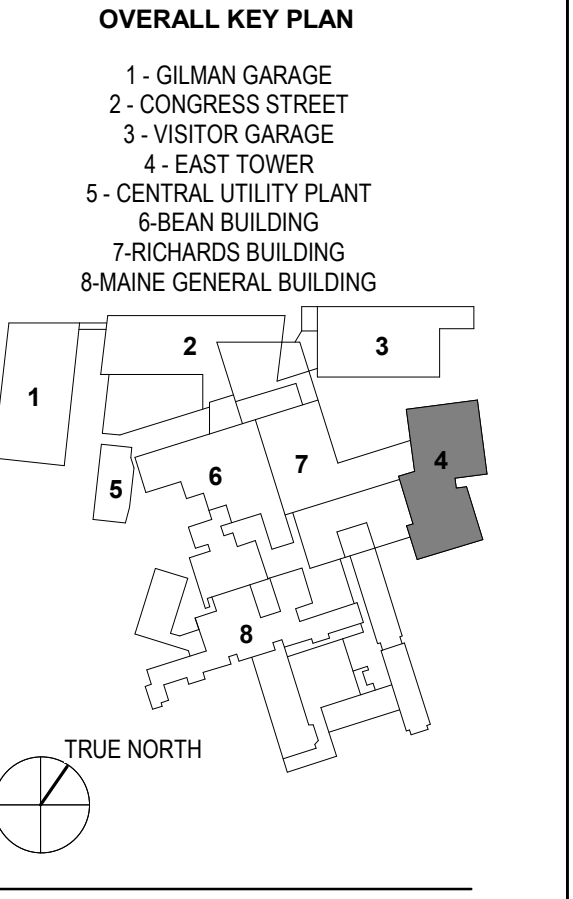 OVERALL KEY PLAN
1 - GILMAN GARAGE
2 - CONGRESS STREET
3 - VISITOR GARAGE
4 - EAST TOWER
5 - CENTRAL UTILITY PLANT
6-BEAN BUILDING
7-RICHARDS BUILDING
8-MAINE GENERAL BUILDING
2
3
1
4
7
6
5
8
TRUE NORTH